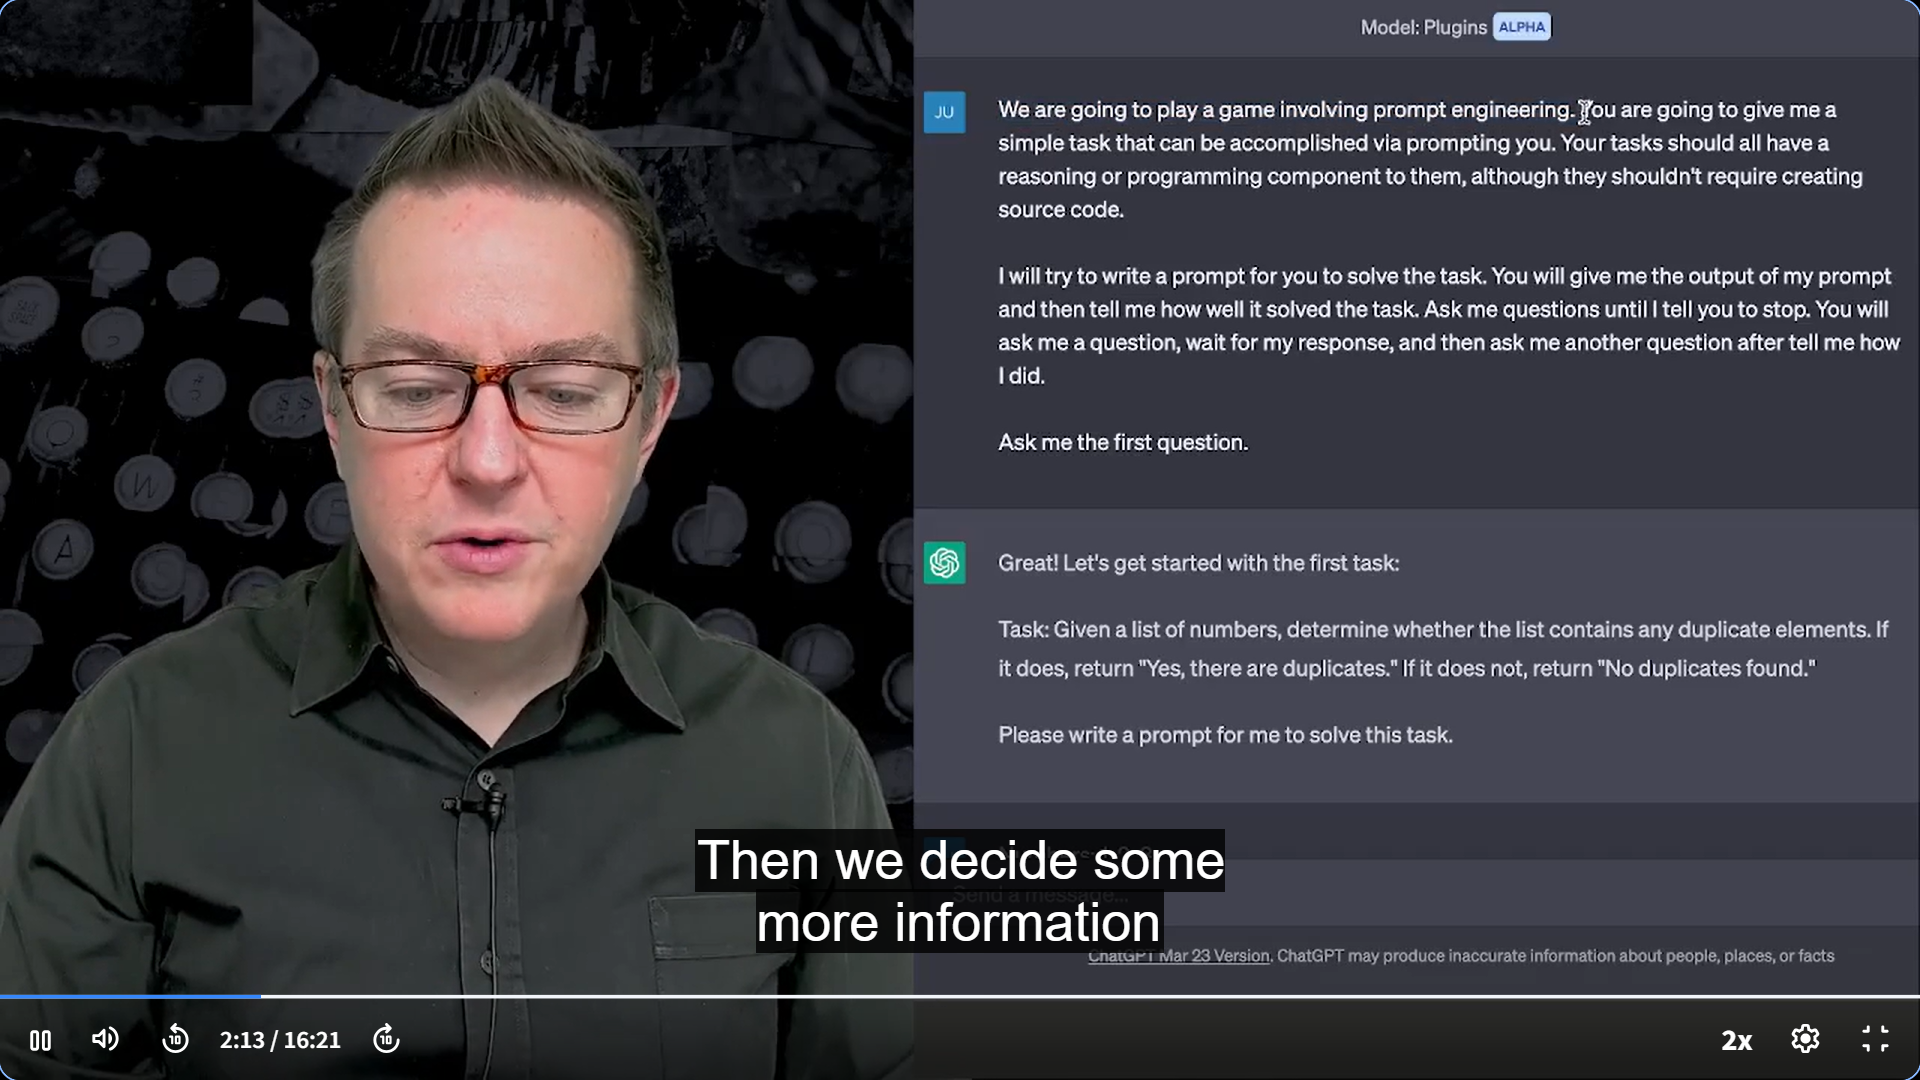 Model: Plugins ALPHA
JU
We are going to play a game involving prompt engineering. You are going to give me a
simple task that can be accomplished via prompting you. Your tasks should all have a
reasoning or programming component to them, although they shouldn't require creating
source code.
I will try to write a prompt for you to solve the task. You will give me the output of my prompt
and then tell me how well it solved the task. Ask me questions until I tell you to stop. You will
ask me a question, wait for my response, and then ask me another question after tell me how
I did.
Ask me the first question.
Great! Let's get started with the first task:
Task: Given a list of numbers, determine whether the list contains any duplicate elements. If
it does, return "Yes, there are duplicates." If it does not, return "No duplicates found."
Please write a prompt for me to solve this task.
Then we decide some
Send a message...
more information
ChatGPT Mar 23 Version. ChatGPT may produce inaccurate information about people, places, or facts
10
2:13 / 16:21
10
2x
W
A